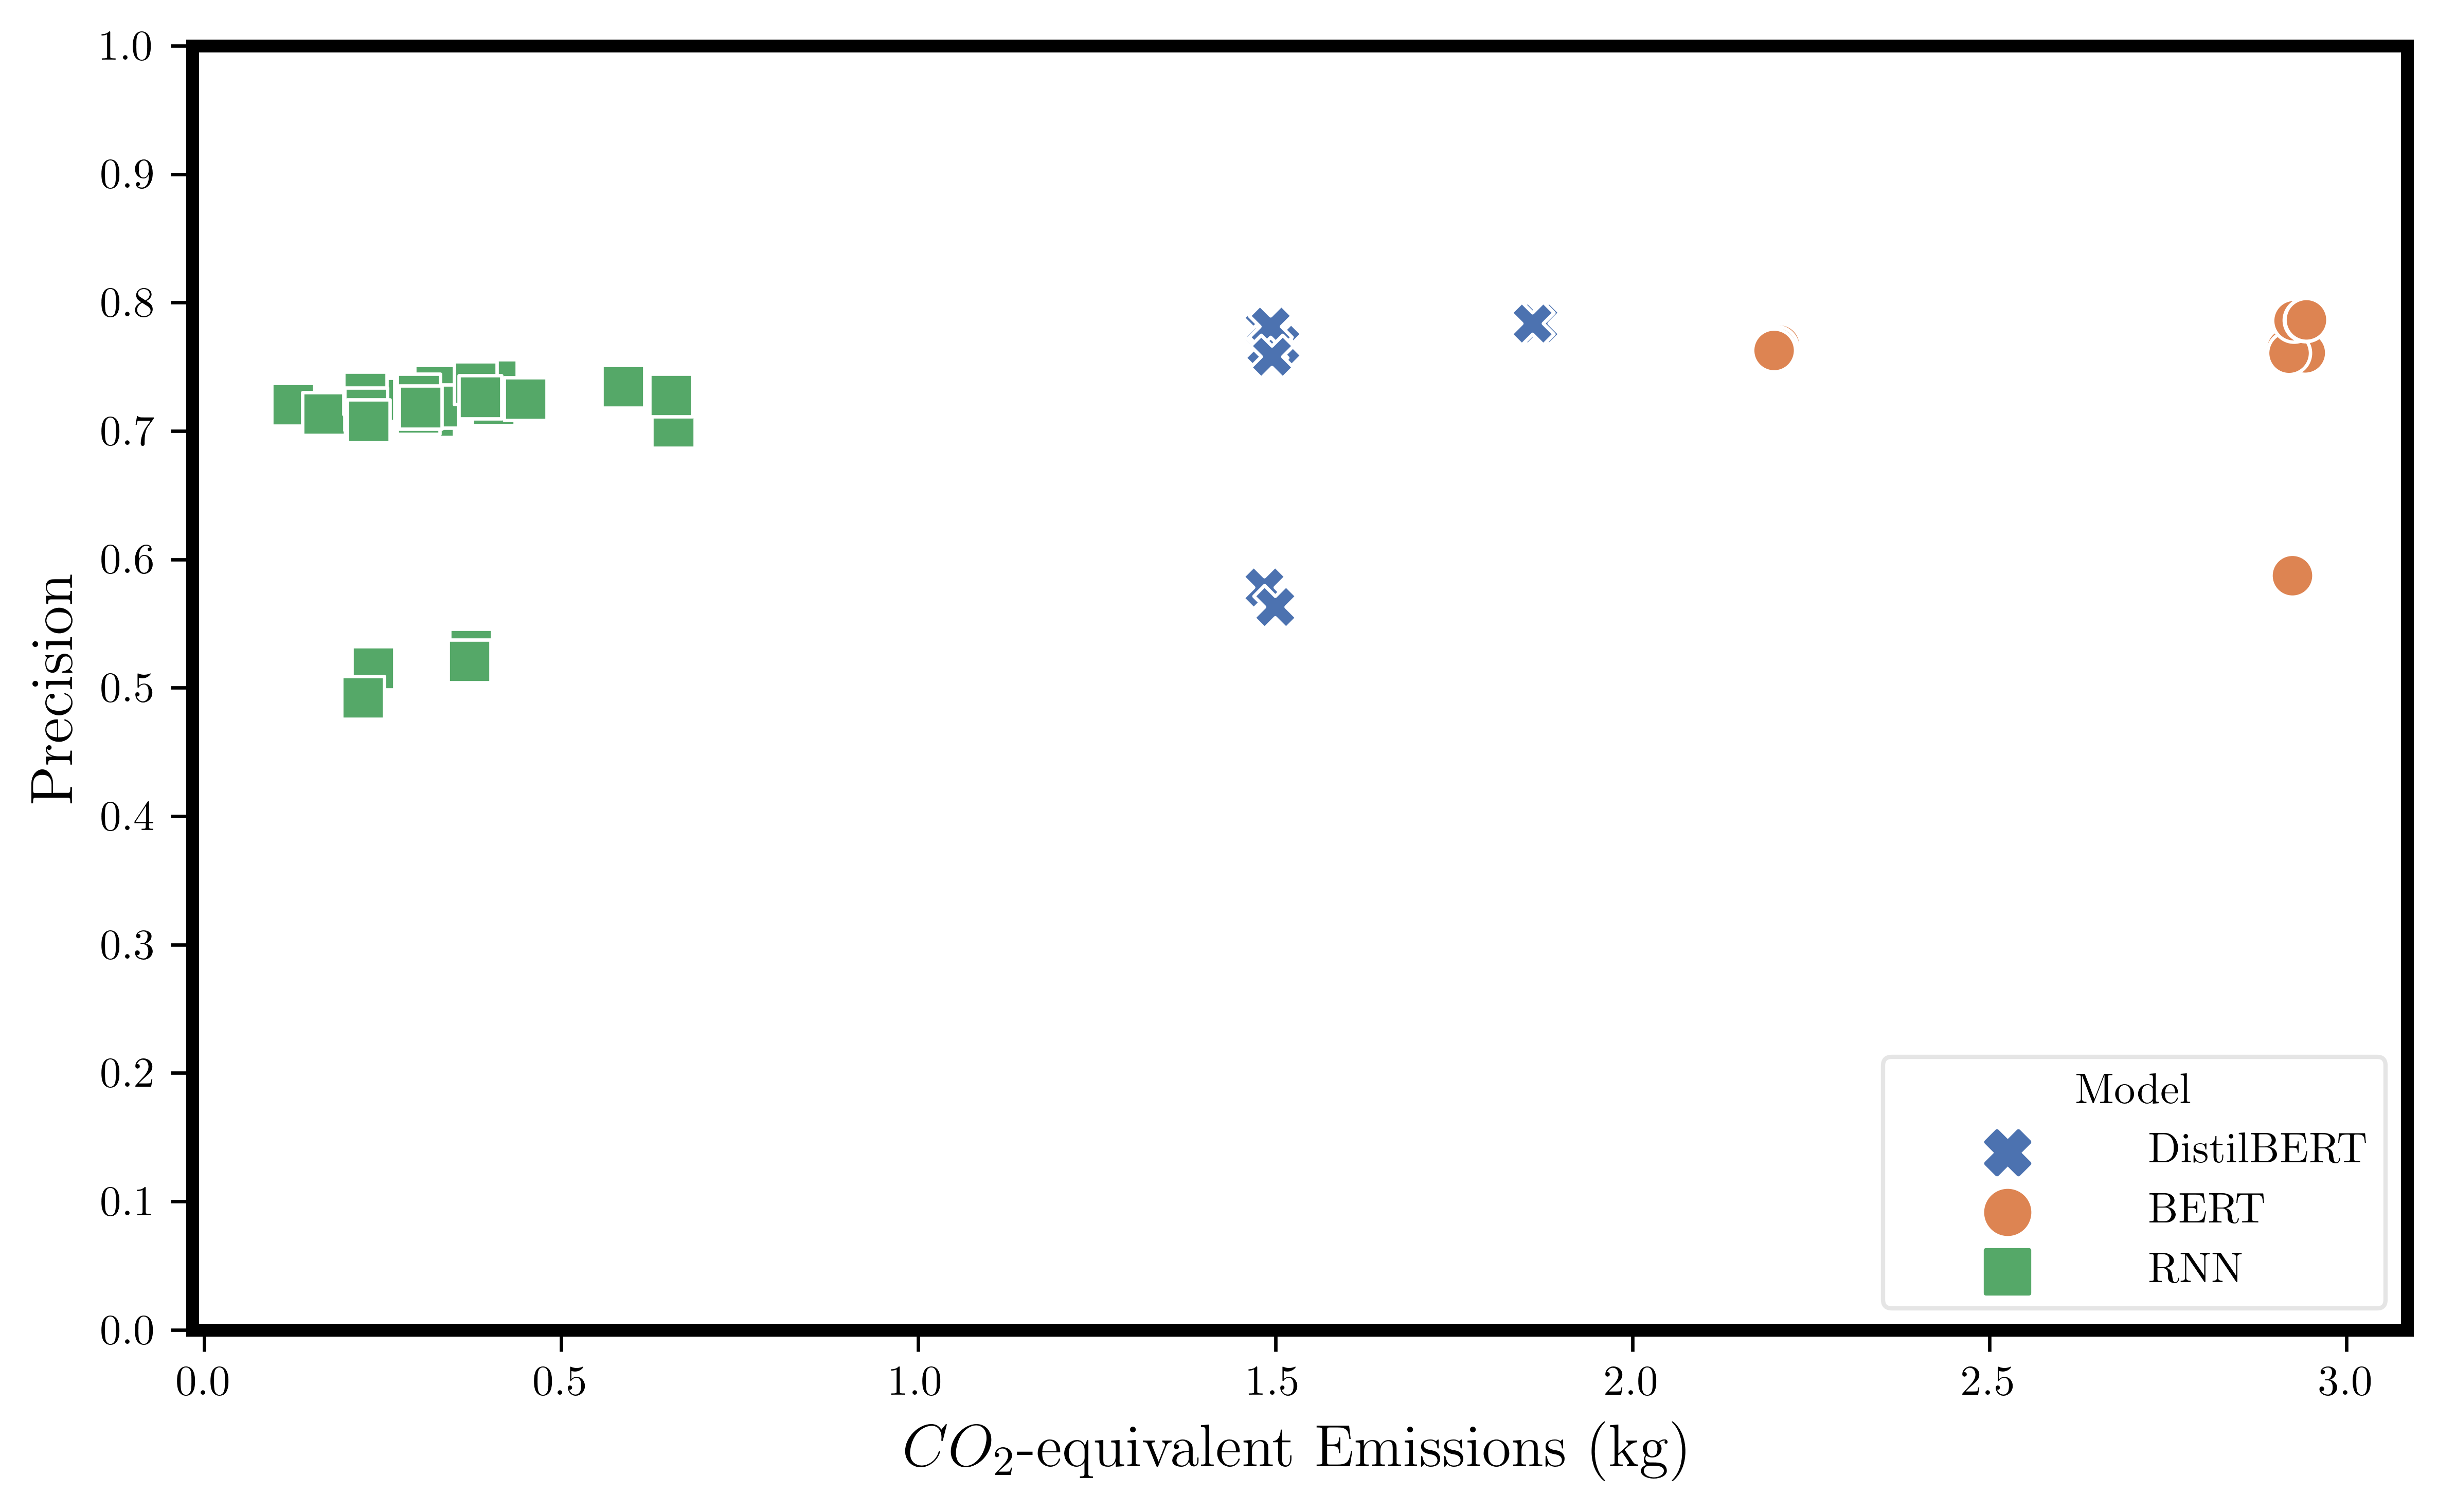 1.0
0.9
0.8
0.7
0.6
0.5
0.4
0.3
0.2
0.1
0.0
Precision
0.0 0.5 1.0 1.5 2.0 2.5 3.0
CO₂-equivalent Emissions (kg)
Model
DistilBERT
BERT
RNN